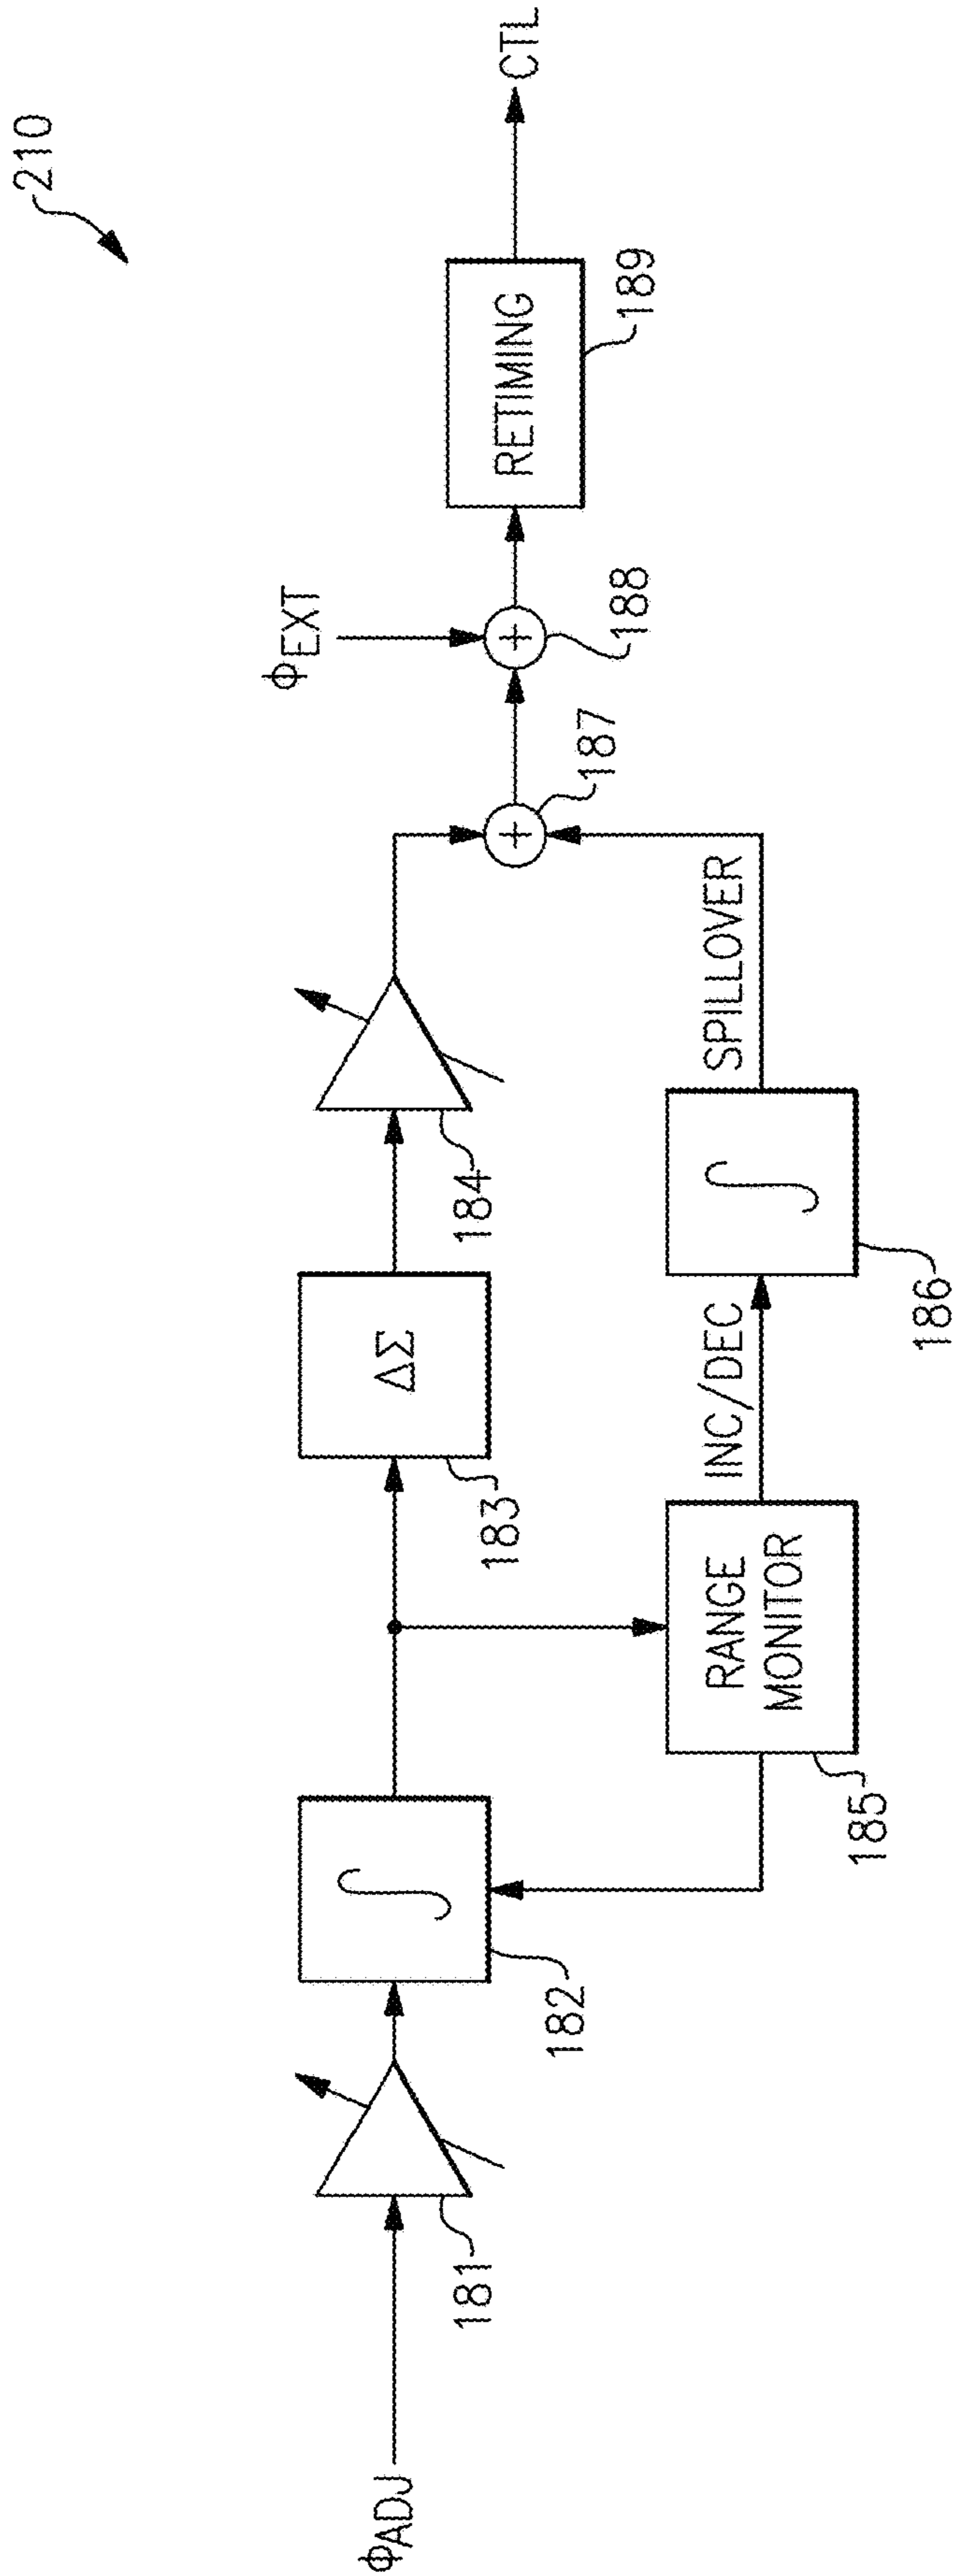 210
ϕADJ
181
∫
182
ΔΣ
183
184
RANGE
MONITOR
185
INC/DEC
∫
186
SPILLOVER
+
187
ϕEXT
+
188
RETIMING
189
CTL